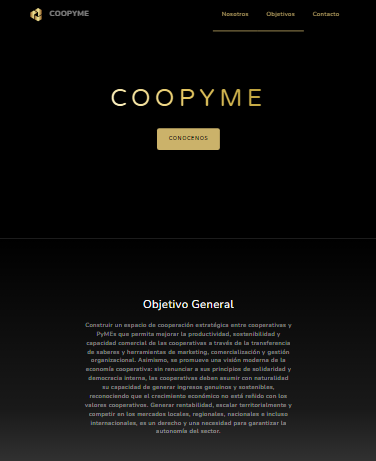 COOPYME
Nosotros Objetivos Contacto
COOPYME
CONOCENOS
Objetivo General
Construir un espacio de cooperación estratégica entre cooperativas y
PyMEs que permita mejorar la productividad, sostenibilidad y
capacidad comercial de las cooperativas a través de la transferencia
de saberes y herramientas de marketing, comercialización y gestión
organizacional. Asimismo, se promueve una visión moderna de la
economía cooperativa: sin renunciar a sus principios de solidaridad y
democracia interna, las cooperativas deben asumir con naturalidad
su capacidad de generar ingresos genuinos y sostenibles,
reconociendo que el crecimiento económico no está reñido con los
valores cooperativos. Generar rentabilidad, escalar territorialmente y
competir en los mercados locales, regionales, nacionales e incluso
internacionales, es un derecho y una necesidad para garantizar la
autonomía del sector.